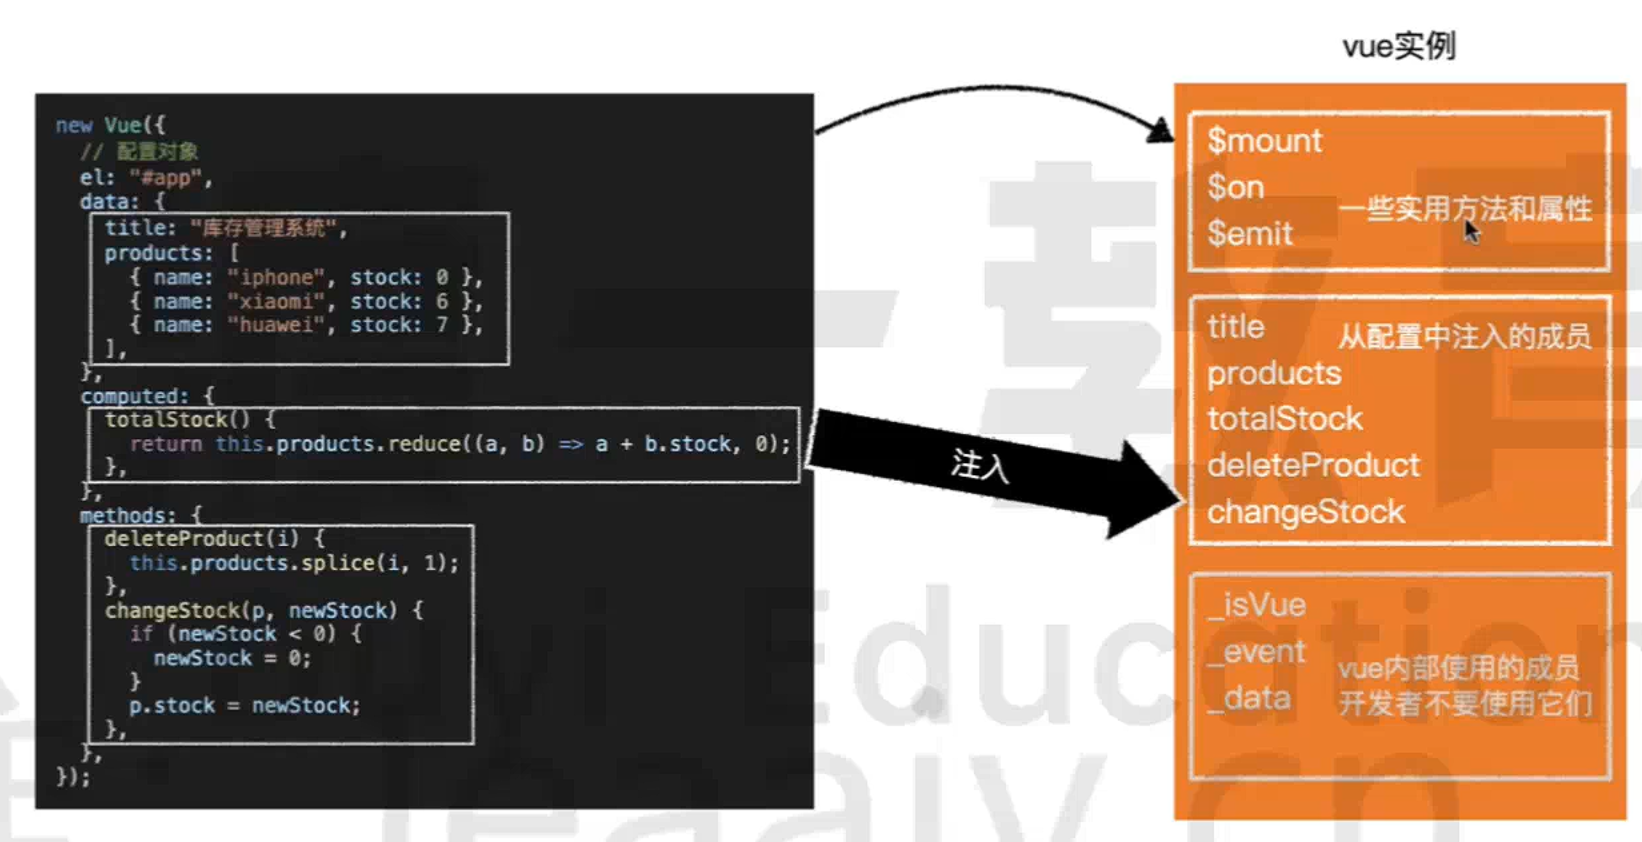 vue实例
new Vue({
// 配置对象
el: "#app",
data: {
title: "库存管理系统",
products: [
{ name: "iphone", stock: 0 },
{ name: "xiaomi", stock: 6 },
{ name: "huawei", stock: 7 },
],
},
computed: {
totalStock() {
return this.products.reduce((a, b) => a + b.stock, 0);
},
},
methods: {
deleteProduct(i) {
this.products.splice(i, 1);
},
changeStock(p, newStock) {
if (newStock < 0) {
newStock = 0;
}
p.stock = newStock;
},
},
});
注入
$mount
$on
$emit
一些实用方法和属性
title
从配置中注入的成员
products
totalStock
deleteProduct
changeStock
_isVue
_event
_data
vue内部使用的成员
开发者不要使用它们
一教育
Education